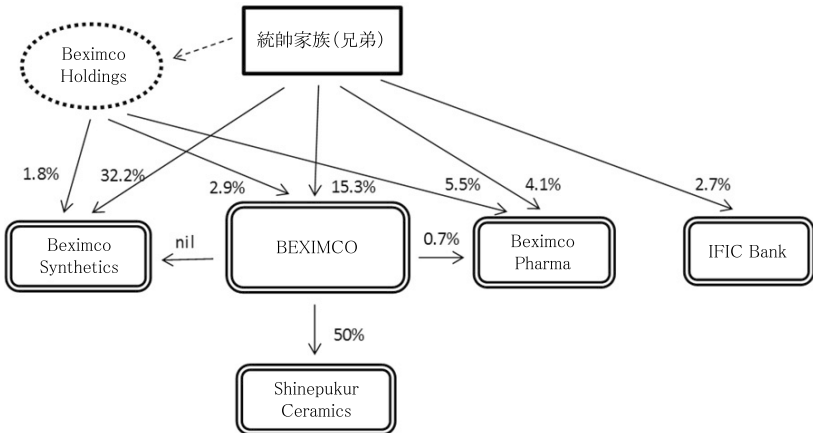 統帥家族（兄弟）
Beximco
Holdings
1.8%
32.2%
2.9%
15.3%
5.5%
4.1%
2.7%
Beximco
Synthetics
nil
BEXIMCO
0.7%
Beximco
Pharma
IFIC Bank
50%
Shinepukur
Ceramics